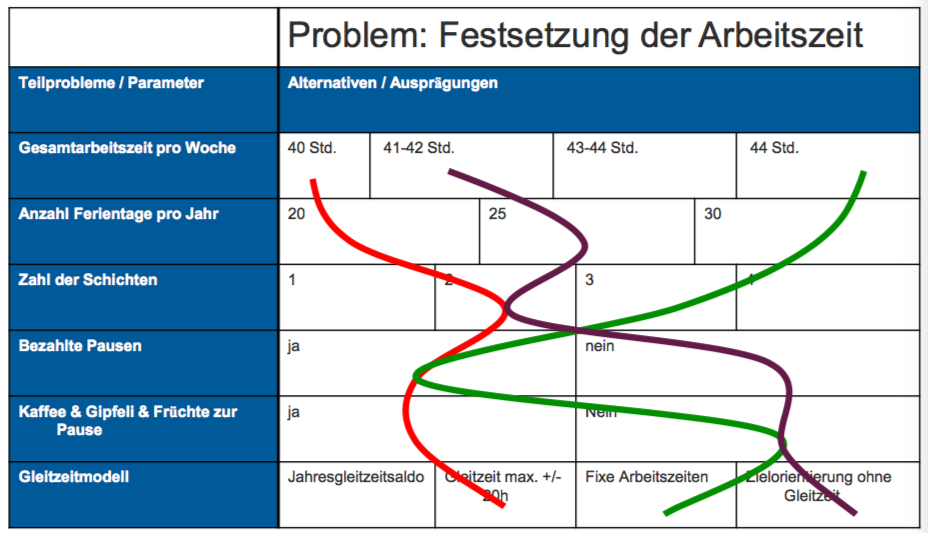 Problem: Festsetzung der Arbeitszeit
Teilprobleme / Parameter
Alternativen / Ausprägungen
Gesamtarbeitszeit pro Woche
40 Std.
41-42 Std.
43-44 Std.
44 Std.
Anzahl Ferientage pro Jahr
20
25
30
Zahl der Schichten
1
2
3
4
Bezahlte Pausen
ja
nein
Kaffee & Gipfeli & Früchte zur
Pause
ja
Nein
Gleitzeitmodell
Jahresgleitzeitsaldo
Gleitzeit max. +/-
20h
Fixe Arbeitszeiten
Zielorientierung ohne
Gleitzeit